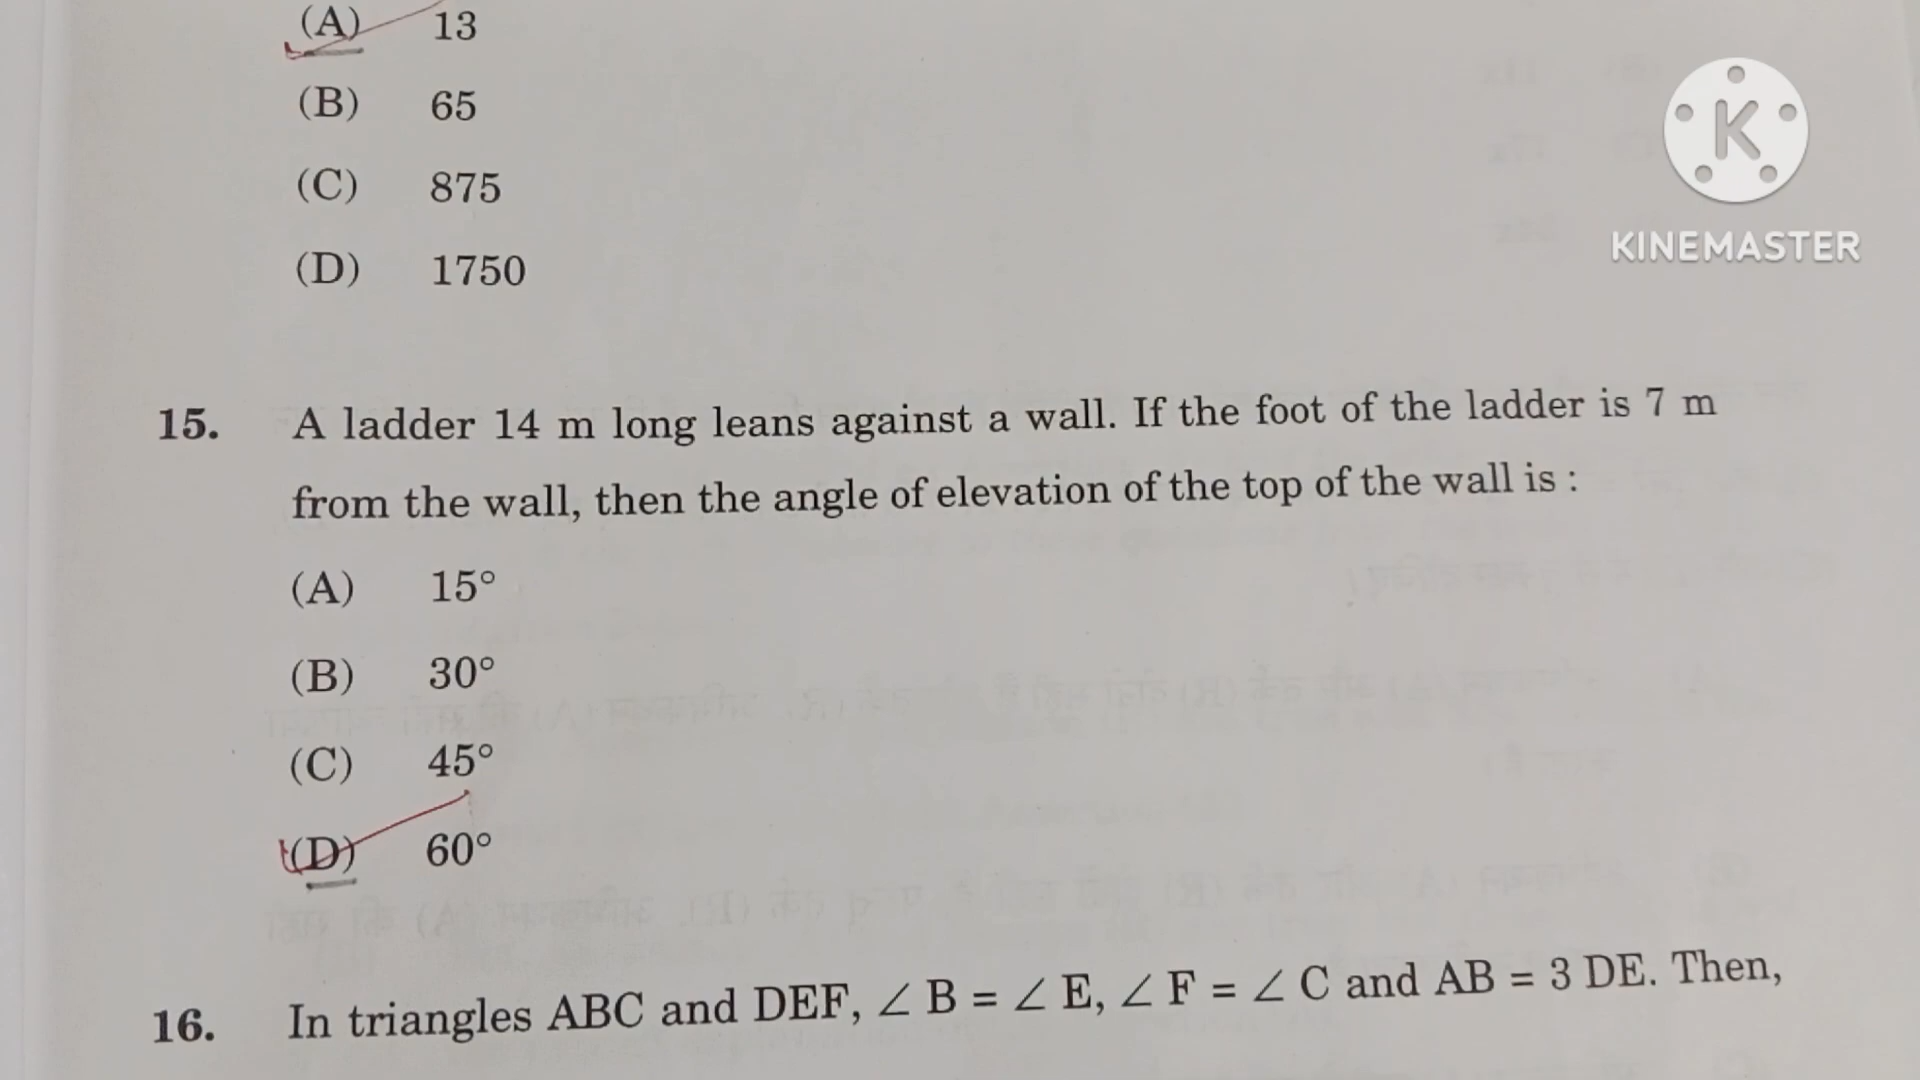 (A) 13
(B) 65
(C) 875
(D) 1750
K
KINEMASTER
15. A ladder 14 m long leans against a wall. If the foot of the ladder is 7 m
from the wall, then the angle of elevation of the top of the wall is :
(A) 15°
(B) 30°
(C) 45°
(D) 60°
16. In triangles ABC and DEF, ∠ B = ∠ E, ∠ F = ∠ C and AB = 3 DE. Then,